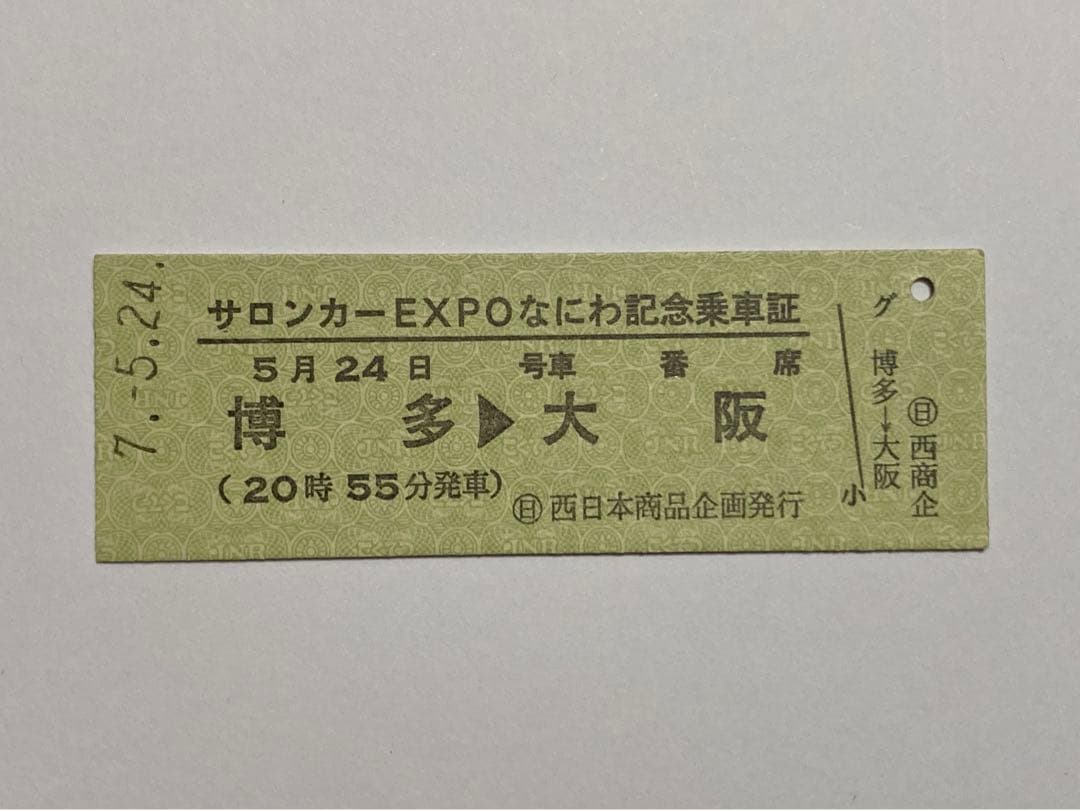 7.-5.24.
サロンカーEXPOなにわ記念乗車証
5月24日 号車 番 席
博多▶大阪
(20時55分発車)
㊐西日本商品企画発行
グ
博多→大阪
小
㊐西商企